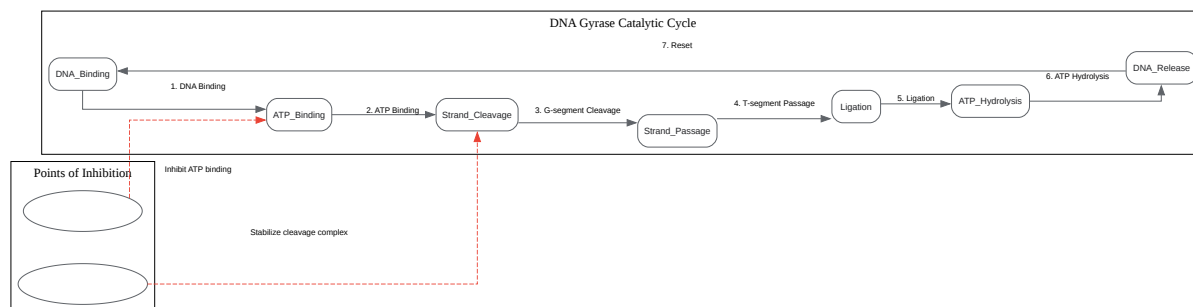 DNA Gyrase Catalytic Cycle
7. Reset
DNA_Binding
DNA_Release
6. ATP Hydrolysis
1. DNA Binding
ATP_Binding
2. ATP Binding
Strand_Cleavage
3. G-segment Cleavage
Strand_Passage
4. T-segment Passage
Ligation
5. Ligation
ATP_Hydrolysis
Points of Inhibition
Inhibit ATP binding
Stabilize cleavage complex